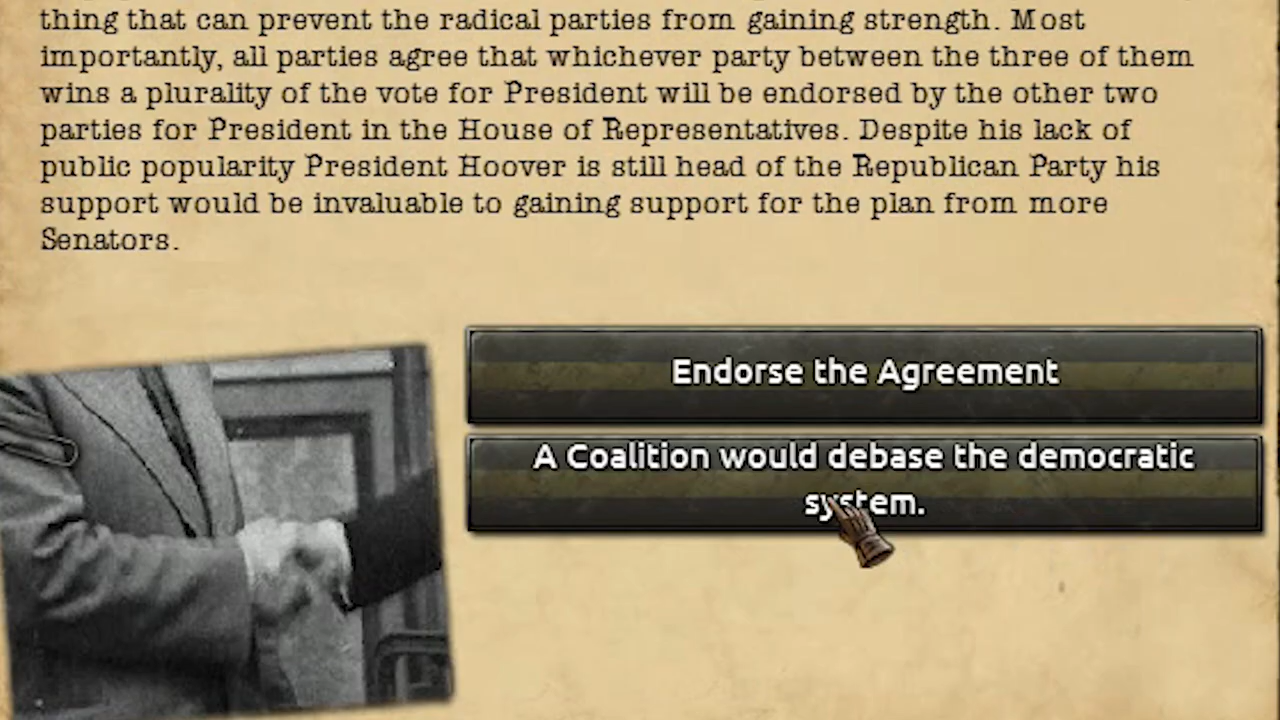 thing that can prevent the radical parties from gaining strength. Most
importantly, all parties agree that whichever party between the three of them
wins a plurality of the vote for President will be endorsed by the other two
parties for President in the House of Representatives. Despite his lack of
public popularity President Hoover is still head of the Republican Party his
support would be invaluable to gaining support for the plan from more
Senators.
Endorse the Agreement
A Coalition would debase the democratic
system.